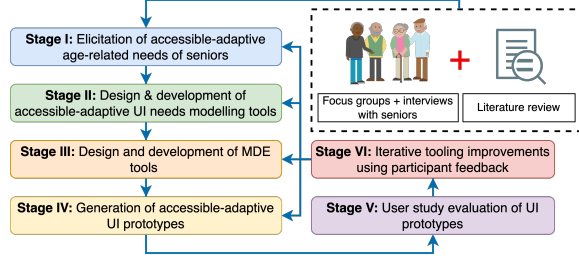 Stage I: Elicitation of accessible-adaptive
age-related needs of seniors
Stage II: Design & development of
accessible-adaptive UI needs modelling tools
Stage III: Design and development of MDE
tools
Stage IV: Generation of accessible-adaptive
UI prototypes
Focus groups + interviews
with seniors
Literature review
Stage VI: Iterative tooling improvements
using participant feedback
Stage V: User study evaluation of UI
prototypes